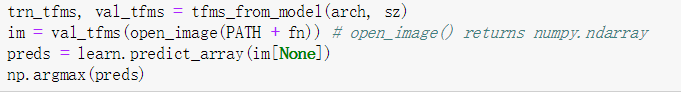 trn_tfms, val_tfms = tfms_from_model(arch, sz)
im = val_tfms(open_image(PATH + fn)) # open_image() returns numpy.ndarray
preds = learn.predict_array(im[None])
np.argmax(preds)